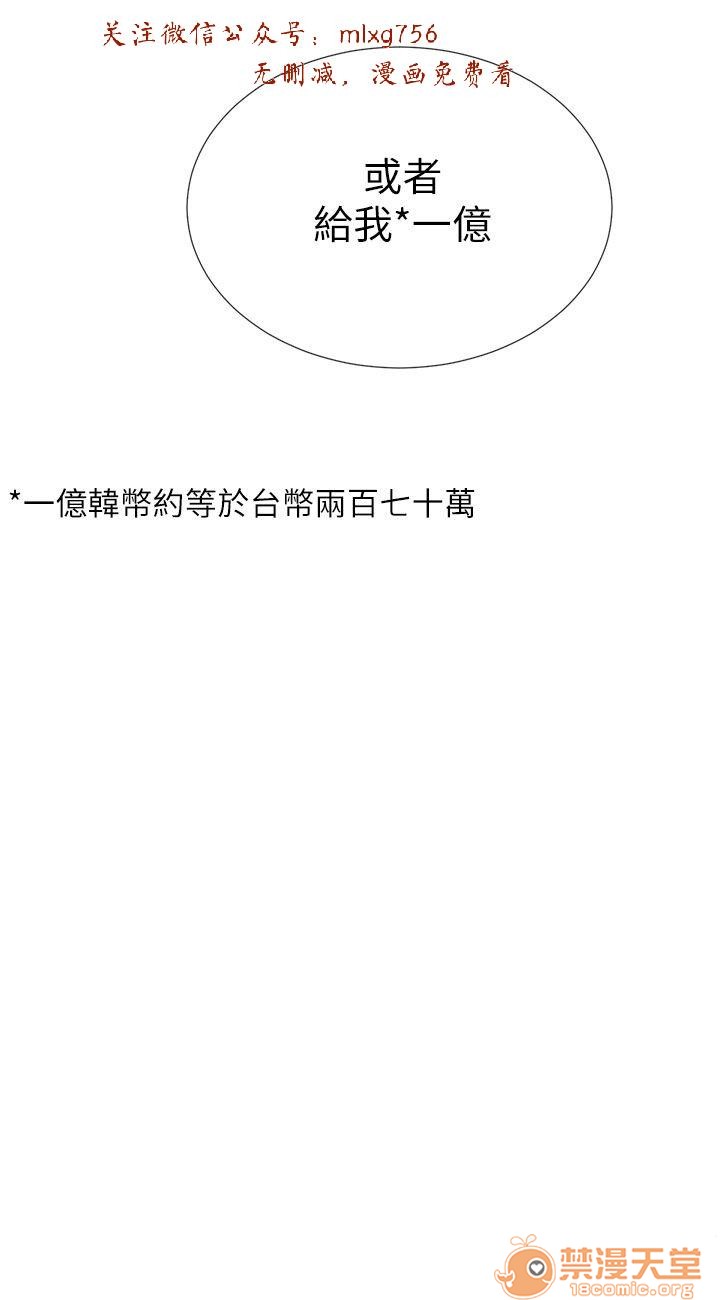 关注微信公众号：mlxg756
无删减，漫画免费看
或者
給我*一億
*一億韓幣約等於台幣兩百七十萬
禁漫天堂
18comic.org